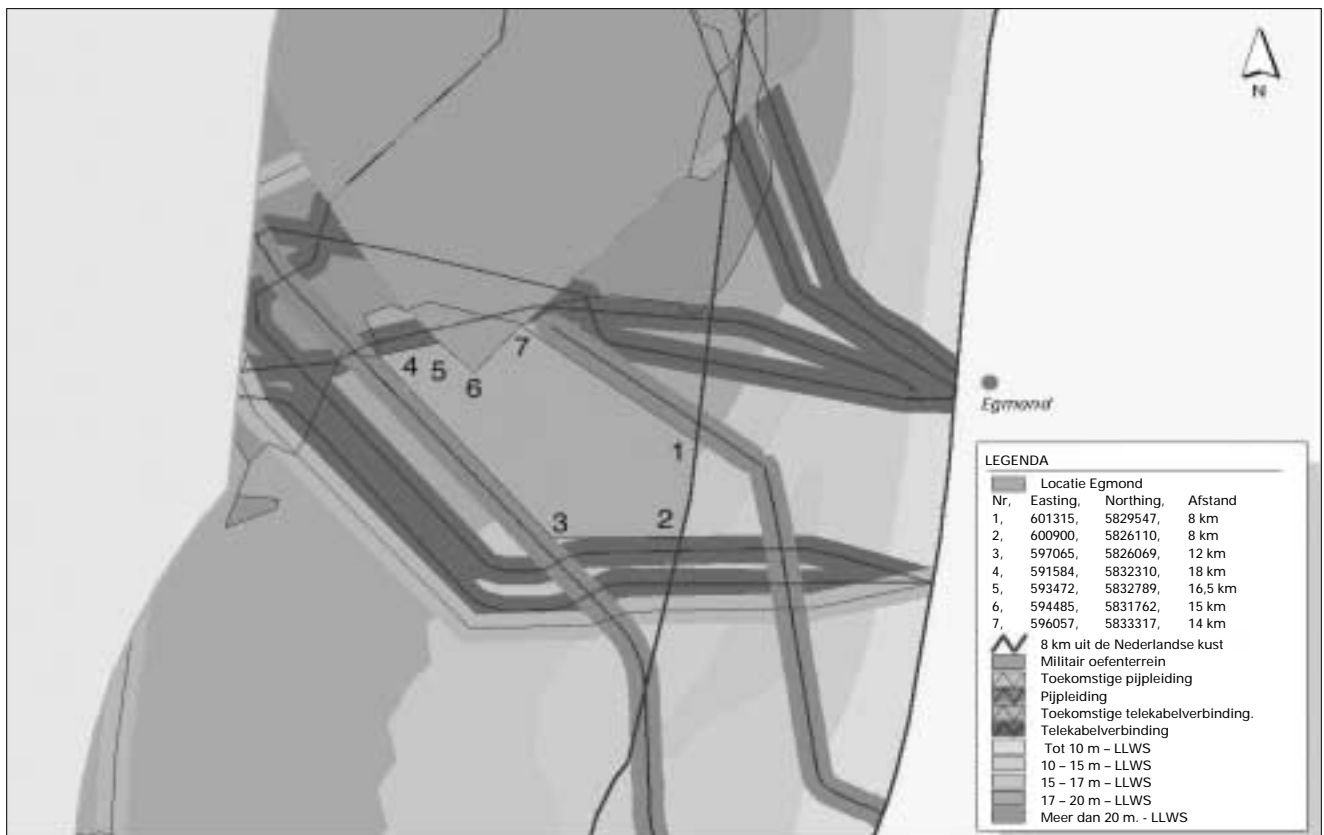 N
4 5 6 7
1
3 2
Egmond
LEGENDA
Locatie Egmond
Nr, Easting, Northing, Afstand
1, 601315, 5829547, 8 km
2, 600900, 5826110, 8 km
3, 597065, 5826069, 12 km
4, 591584, 5832310, 18 km
5, 593472, 5832789, 16,5 km
6, 594485, 5831762, 15 km
7, 596057, 5833317, 14 km
8 km uit de Nederlandse kust
Militair oefenterrein
Toekomstige pijpleiding
Pijpleiding
Toekomstige telekabelverbinding.
Telekabelverbinding
Tot 10 m – LLWS
10 – 15 m – LLWS
15 – 17 m – LLWS
17 – 20 m – LLWS
Meer dan 20 m. - LLWS